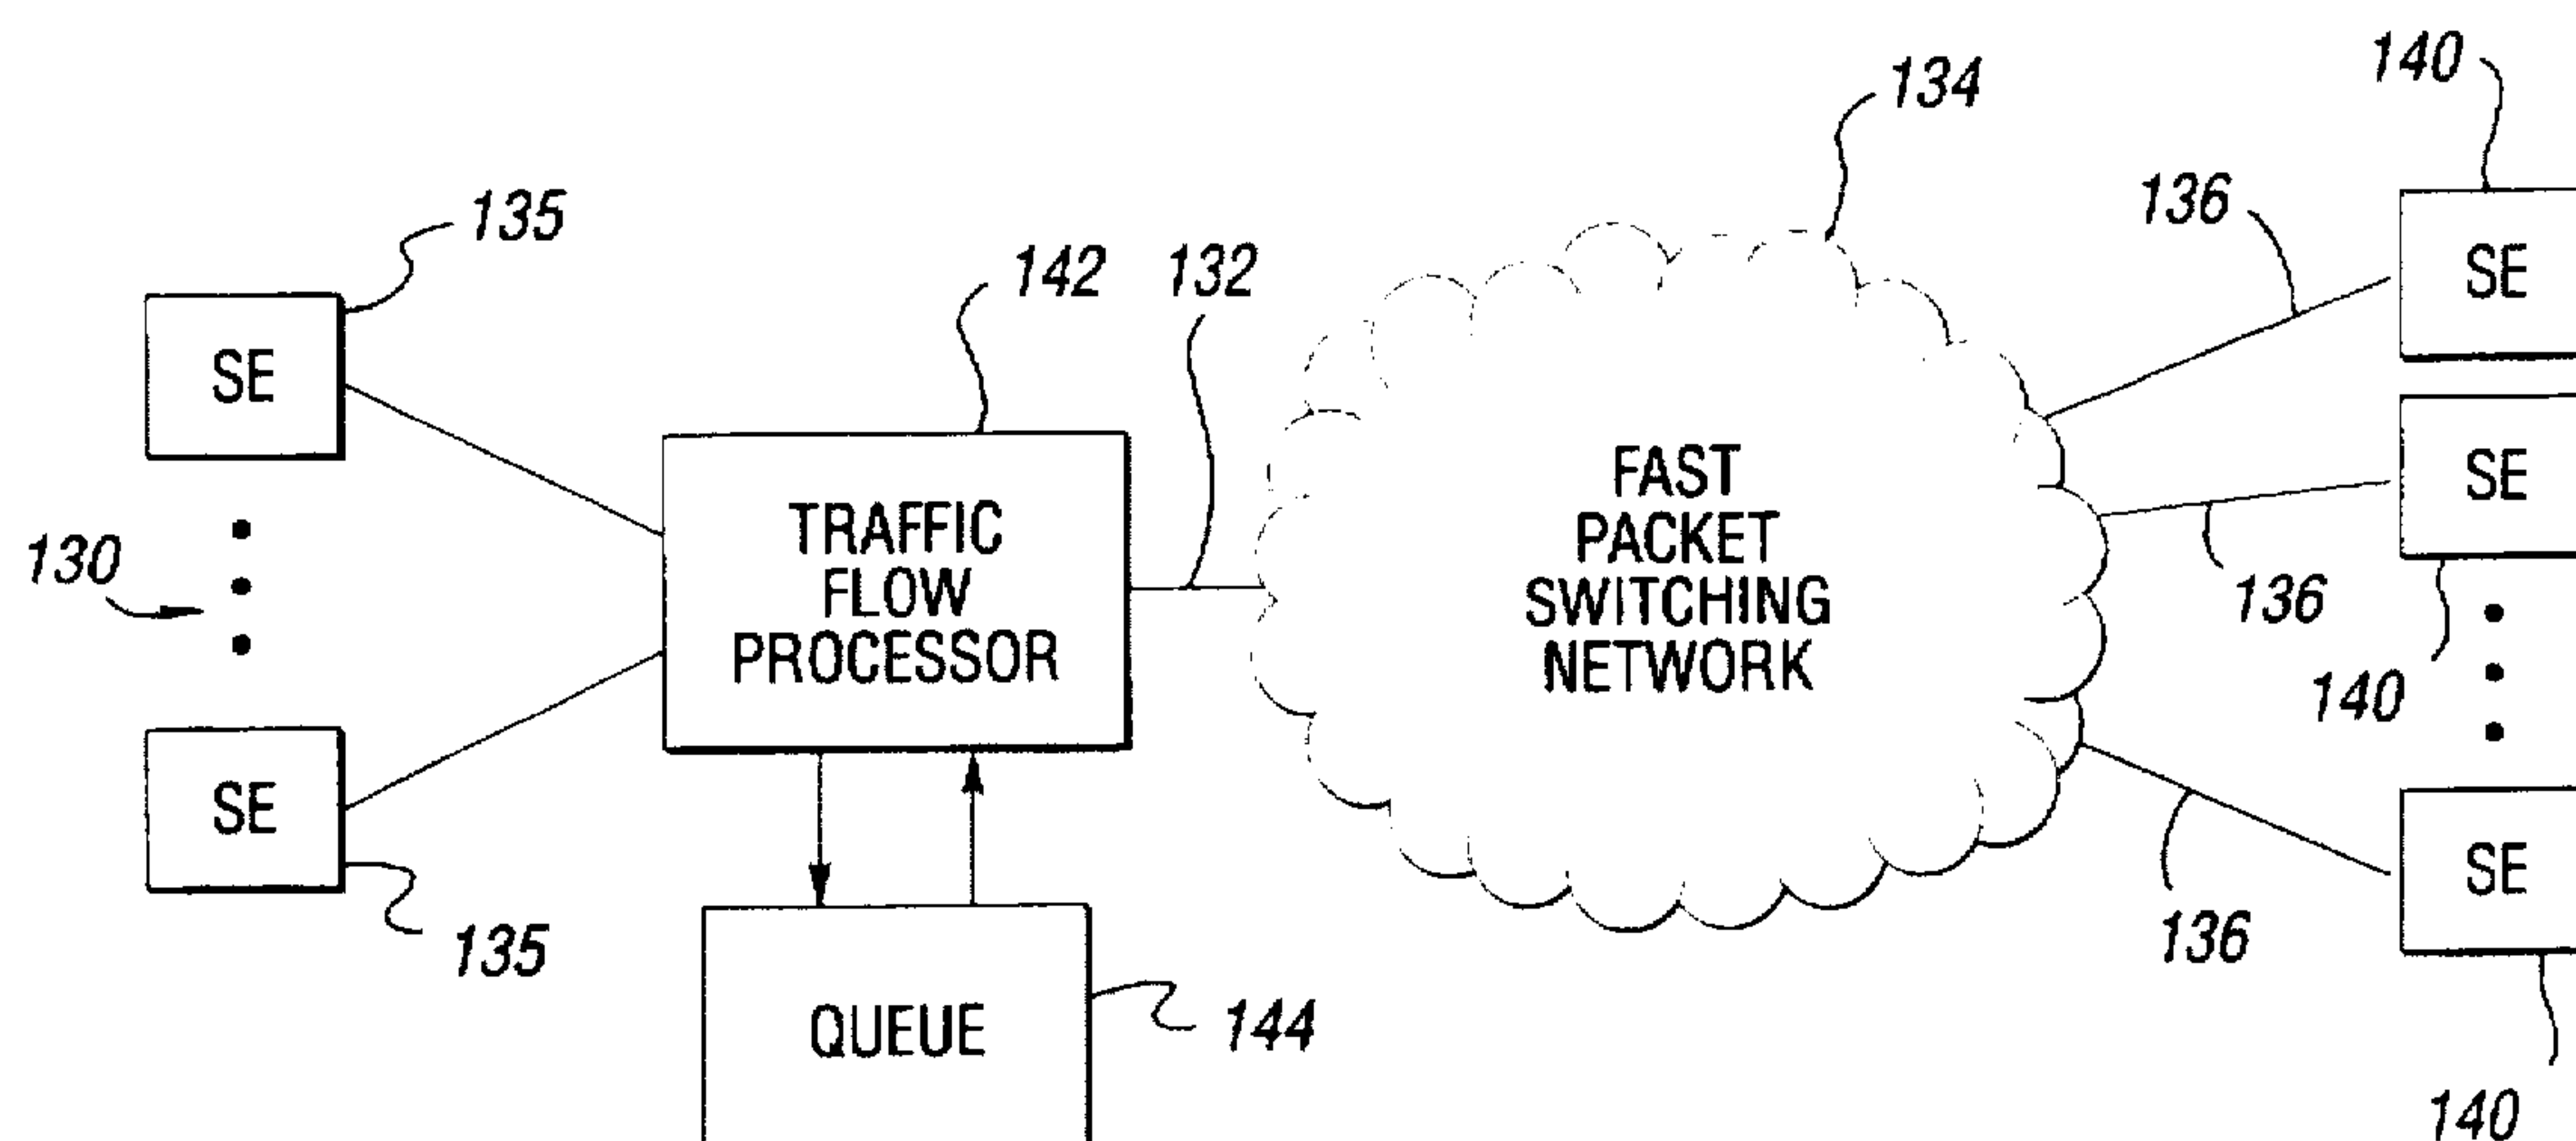 140
134
136
135
142
132
SE
SE
TRAFFIC
FLOW
PROCESSOR
FAST
PACKET
SWITCHING
NETWORK
SE
130
136
140
SE
SE
136
135
QUEUE
144
140